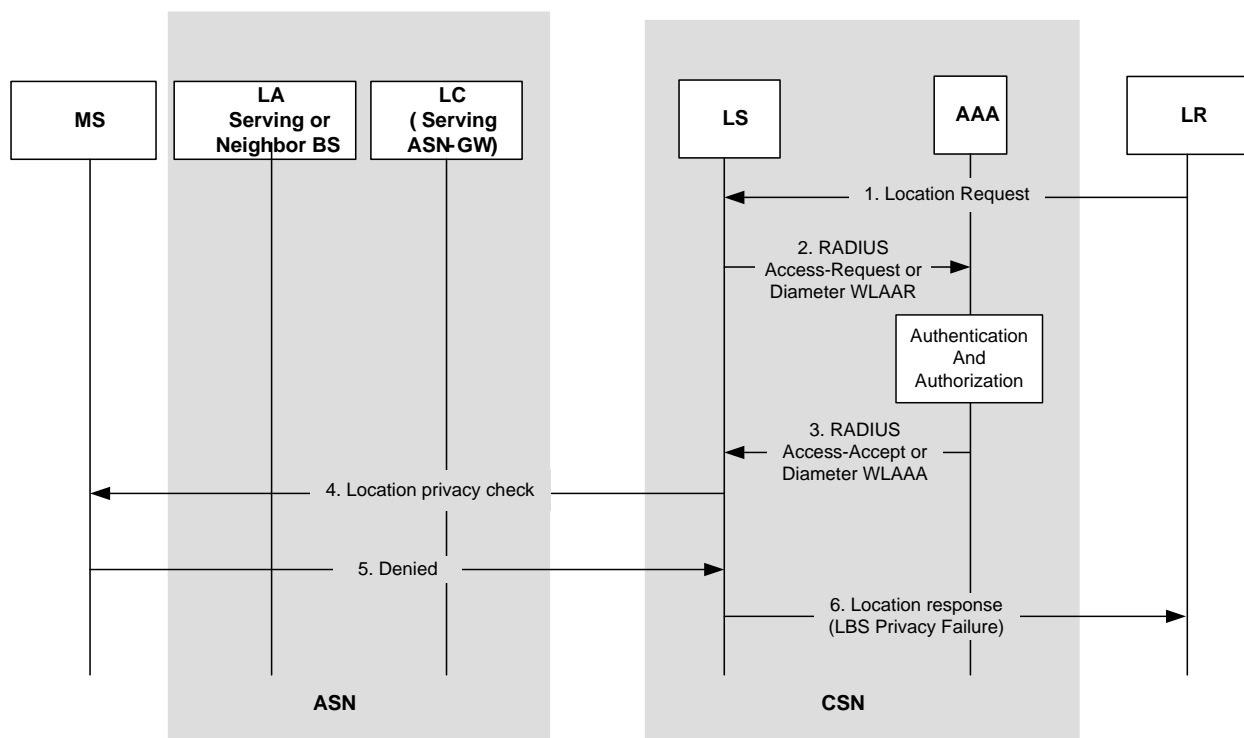 MS
LA
Serving or
Neighbor BS
LC
( Serving
ASN-GW)
LS
AAA
LR
1. Location Request
2. RADIUS
Access-Request or
Diameter WLAAR
Authentication
And
Authorization
3. RADIUS
Access-Accept or
Diameter WLAAA
4. Location privacy check
5. Denied
6. Location response
(LBS Privacy Failure)
ASN
CSN